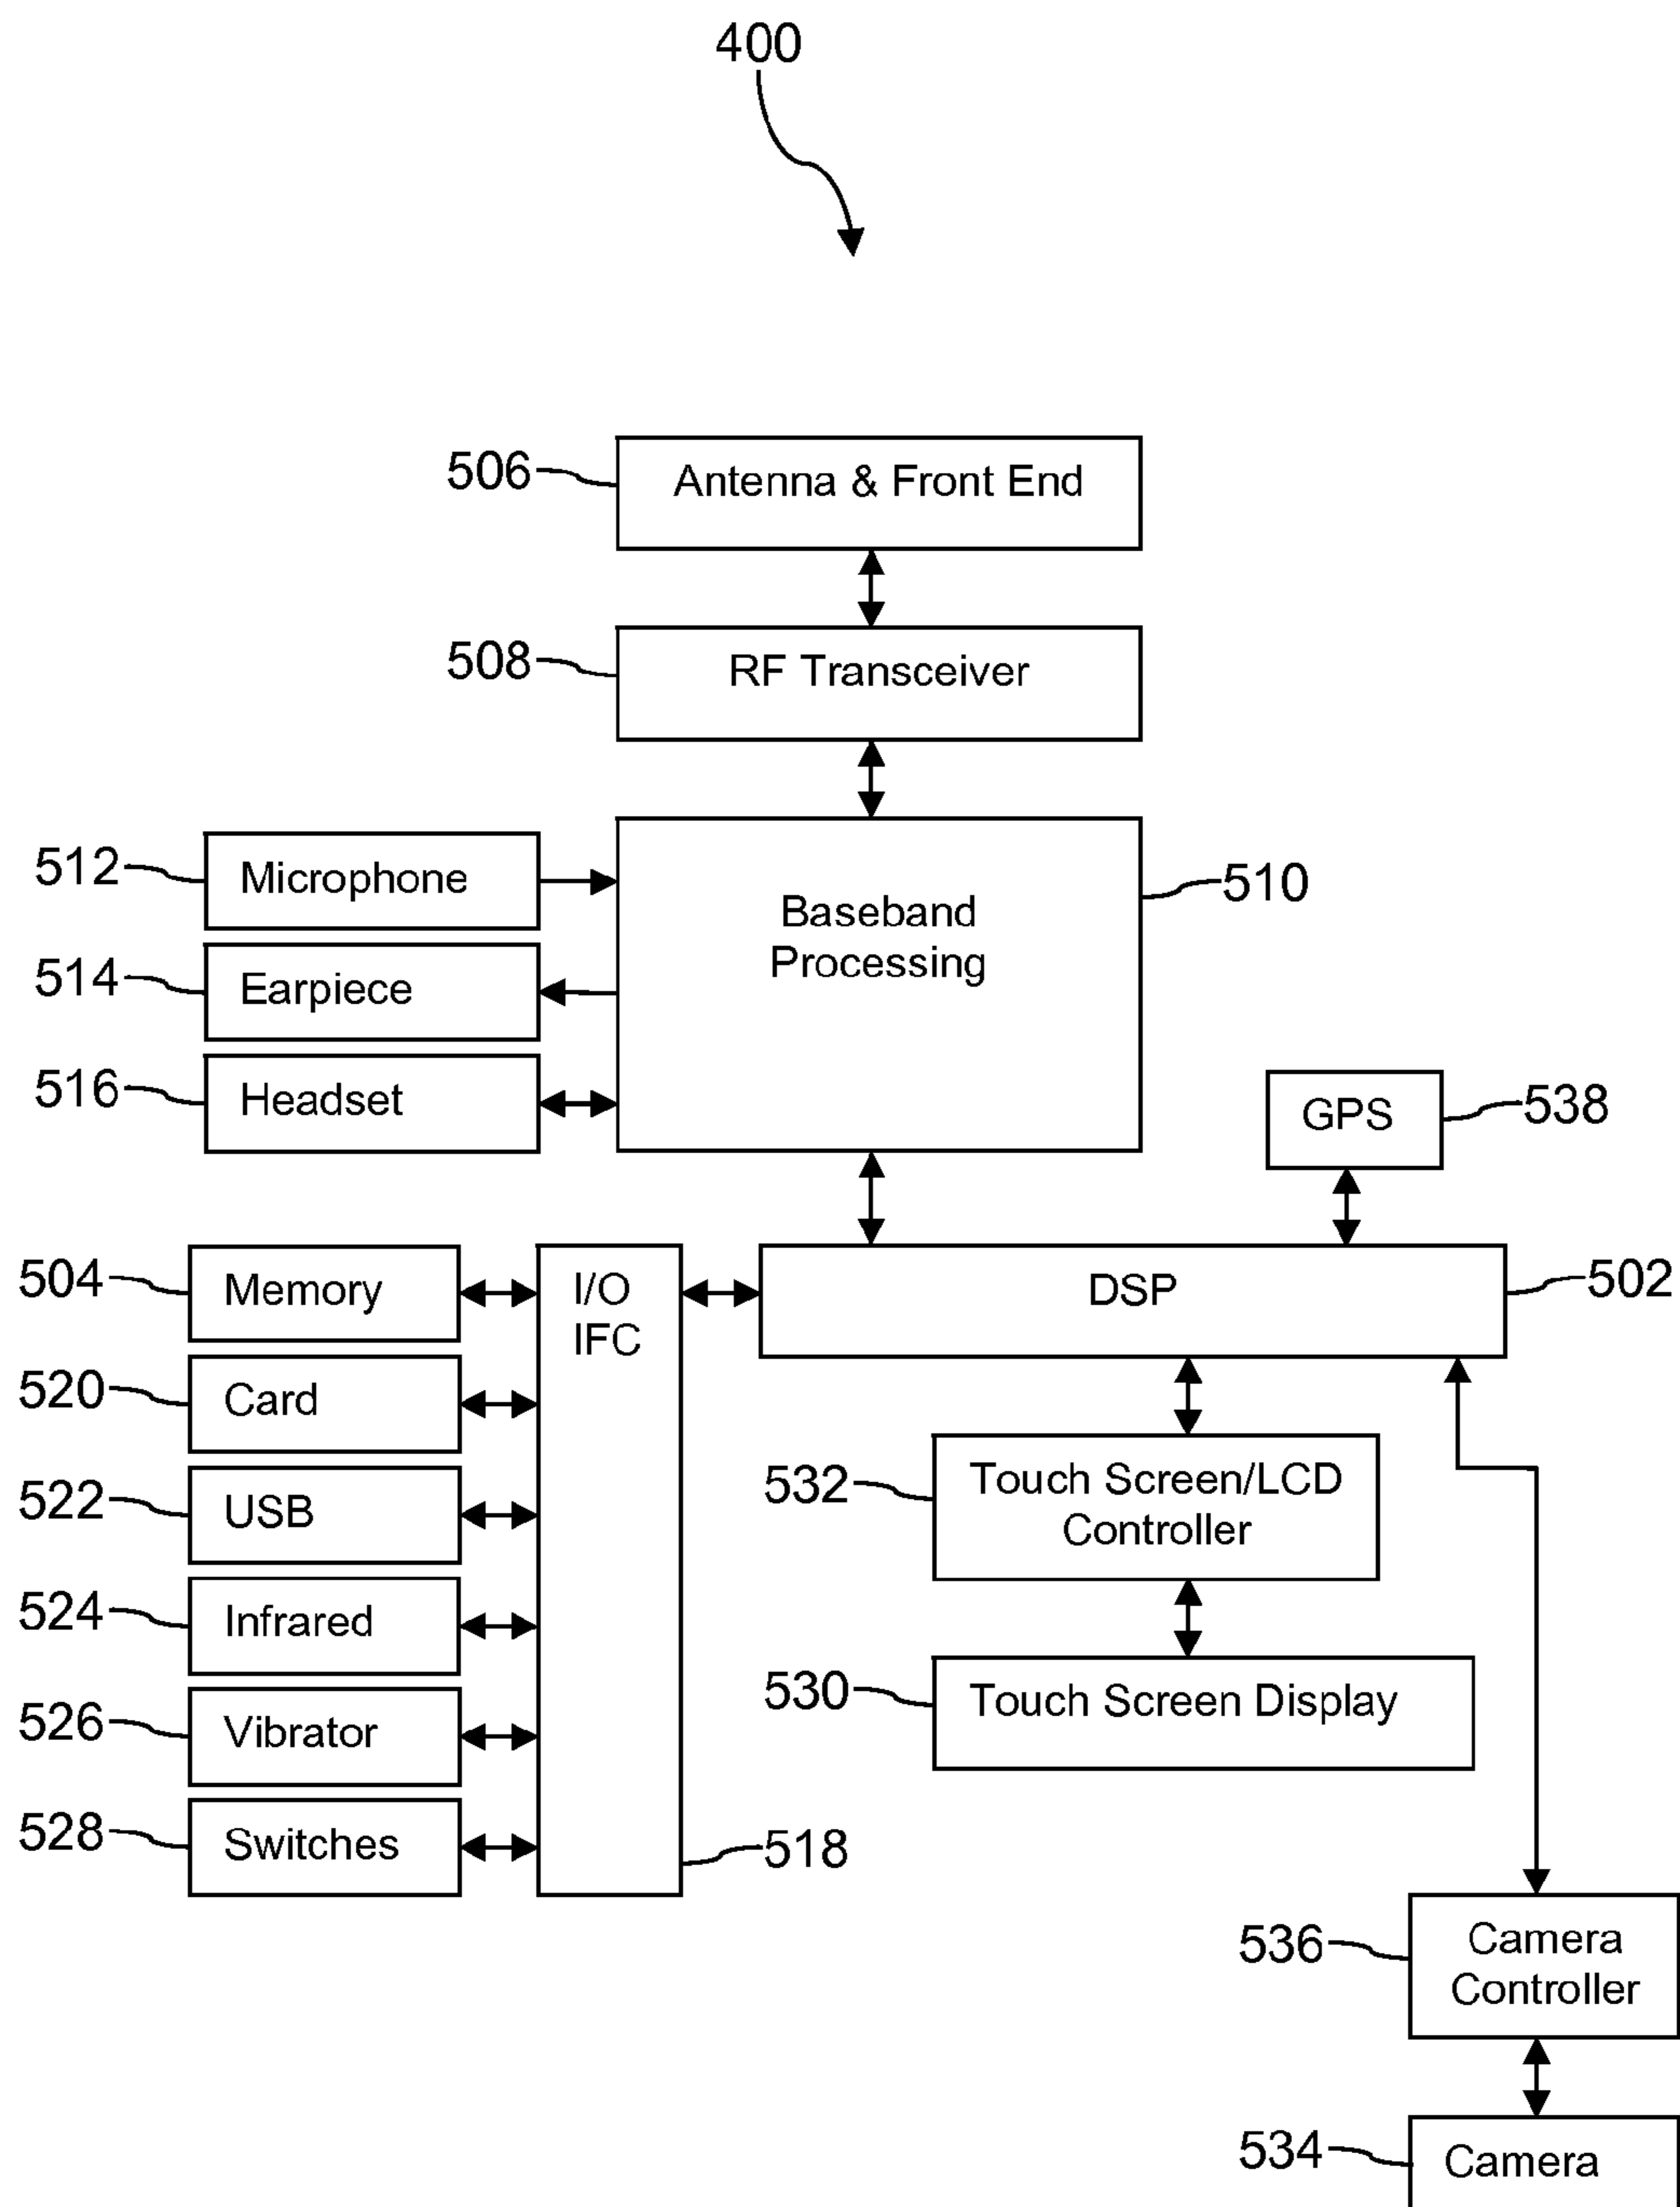 400
506
Antenna & Front End
508
RF Transceiver
512
Microphone
Baseband
Processing
510
514
Earpiece
516
Headset
GPS
538
504
Memory
I/O
IFC
DSP
502
520
Card
522
USB
532
Touch Screen/LCD
Controller
524
Infrared
526
Vibrator
530
Touch Screen Display
528
Switches
518
536
Camera
Controller
534
Camera